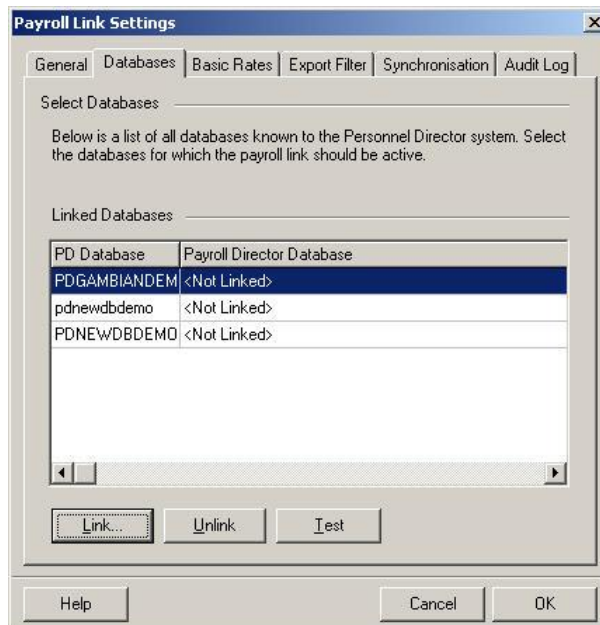 Payroll Link Settings
General Databases Basic Rates Export Filter Synchronisation Audit Log
Select Databases
Below is a list of all databases known to the Personnel Director system. Select
the databases for which the payroll link should be active.
Linked Databases
PD Database Payroll Director Database
PDGAMBIANDEM <Not Linked>
pdnewdbdemo <Not Linked>
PDNEWDBDEMO <Not Linked>
Link... Unlink Test
Help Cancel OK